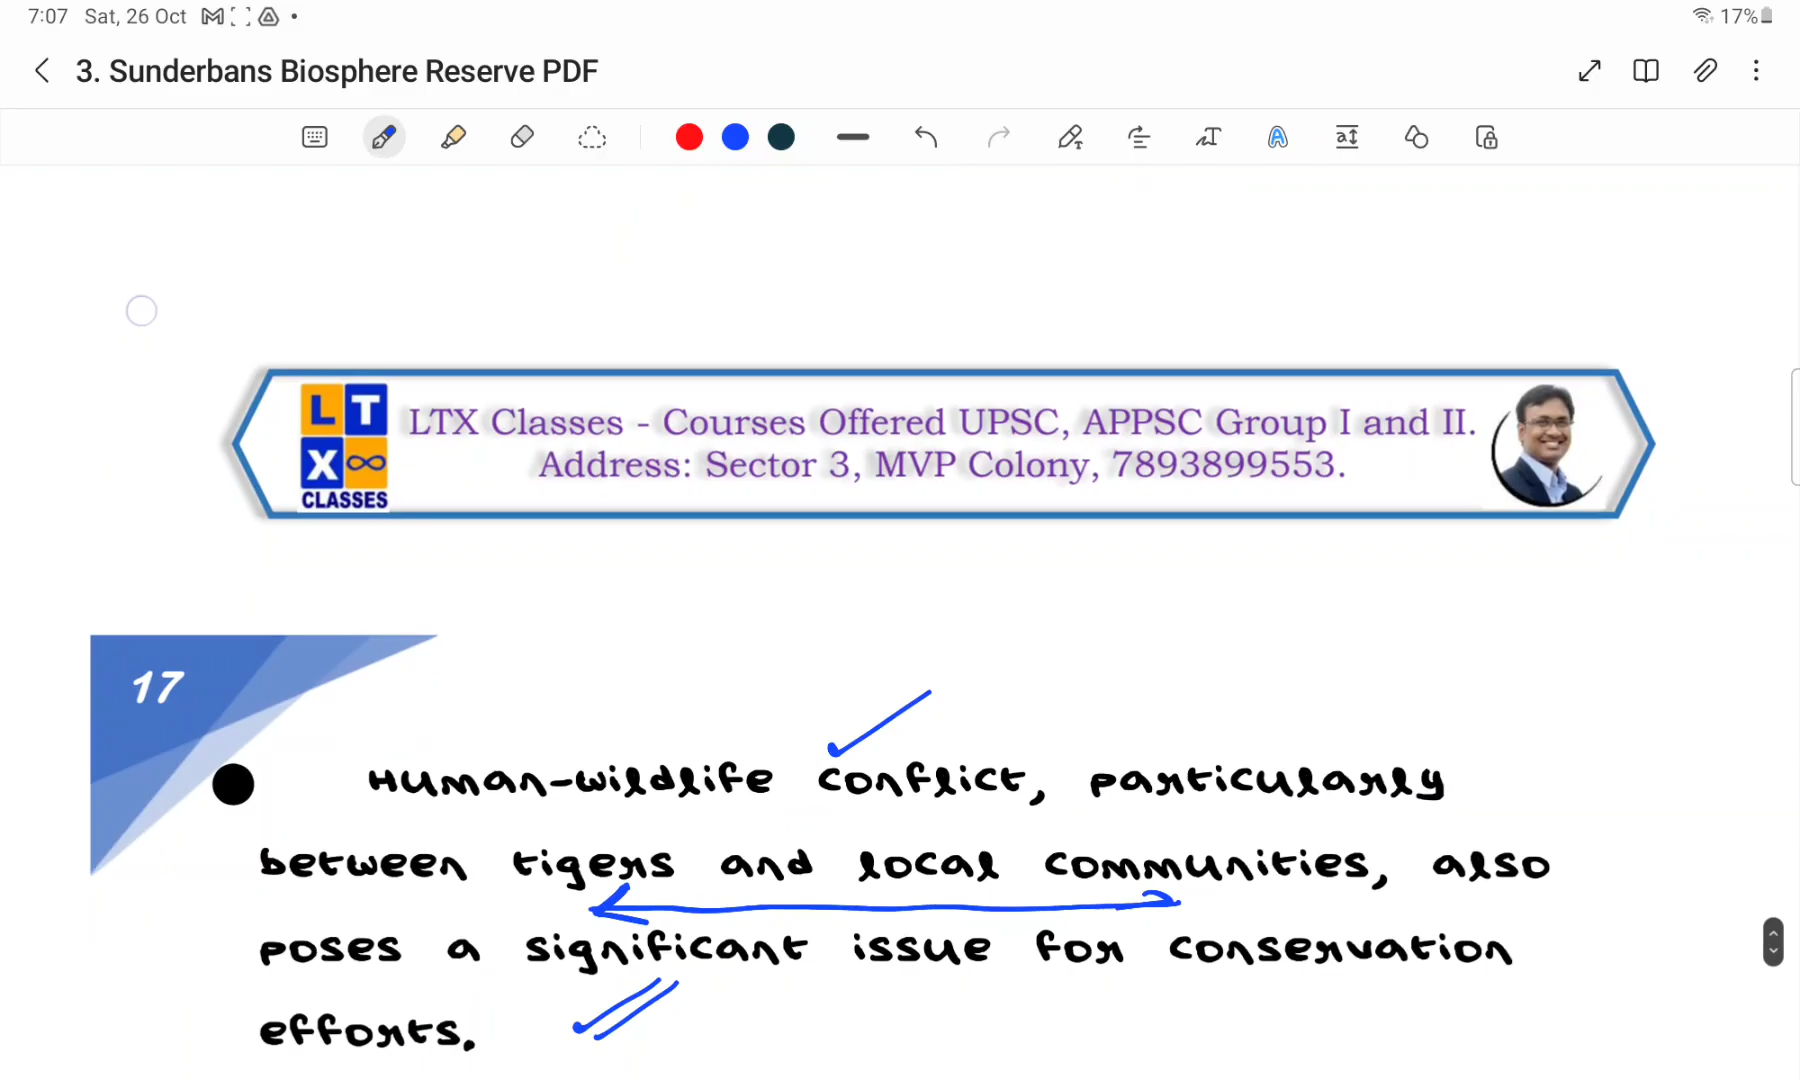 7:07 Sat, 26 Oct
17%
3. Sunderbans Biosphere Reserve PDF
LT
X∞
CLASSES
LTX Classes - Courses Offered UPSC, APPSC Group I and II.
Address: Sector 3, MVP Colony, 7893899553.
17
Human-wildlife conflict, particularly
between tigers and local communities, also
poses a significant issue for conservation
efforts.